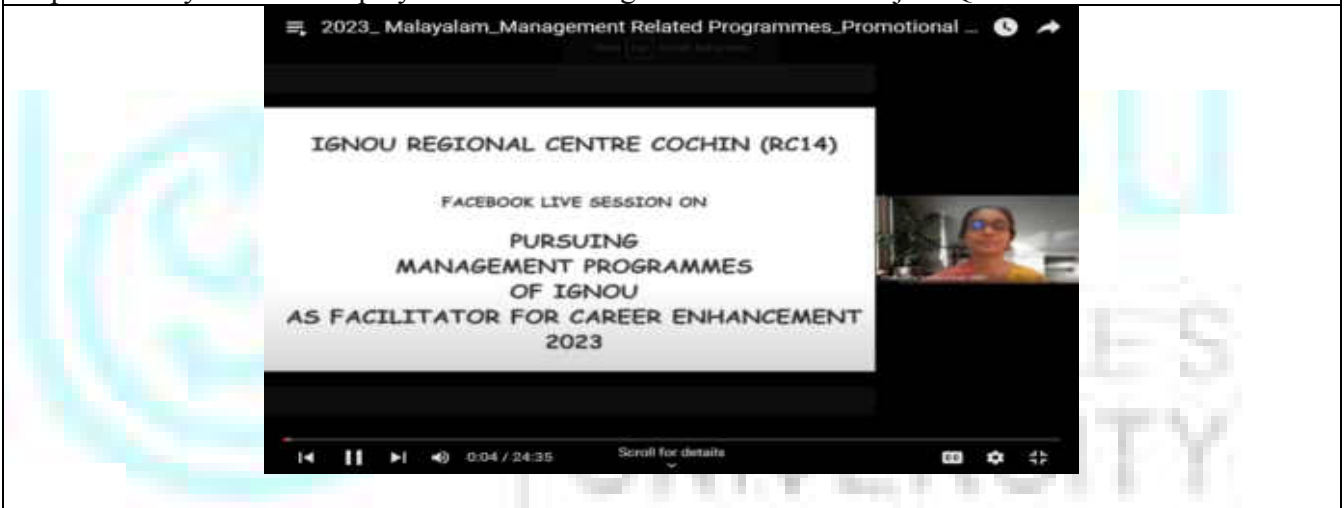 2023_ Malayalam_Management Related Programmes_Promotional ...
IGNOU REGIONAL CENTRE COCHIN (RC14)
FACEBOOK LIVE SESSION ON
PURSUING
MANAGEMENT PROGRAMMES
OF IGNOU
AS FACILITATOR FOR CAREER ENHANCEMENT
2023
0:04 / 24:35
Scroll for details
CC